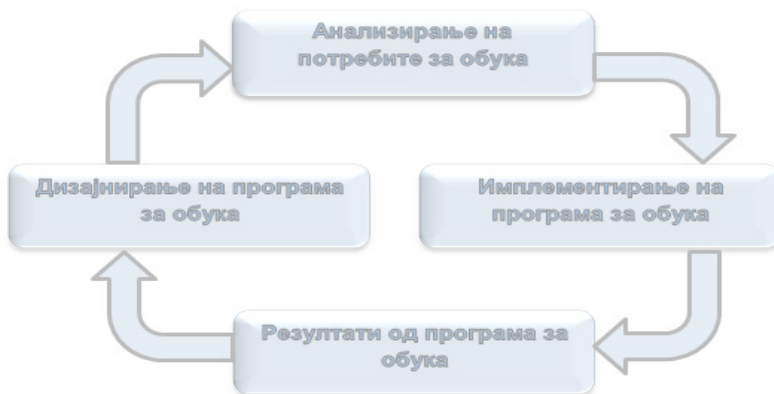 Анализирање на
потребите за обука
Дизајнирање на програма
за обука
Имплементирање на
програма за обука
Резултати од програма за
обука